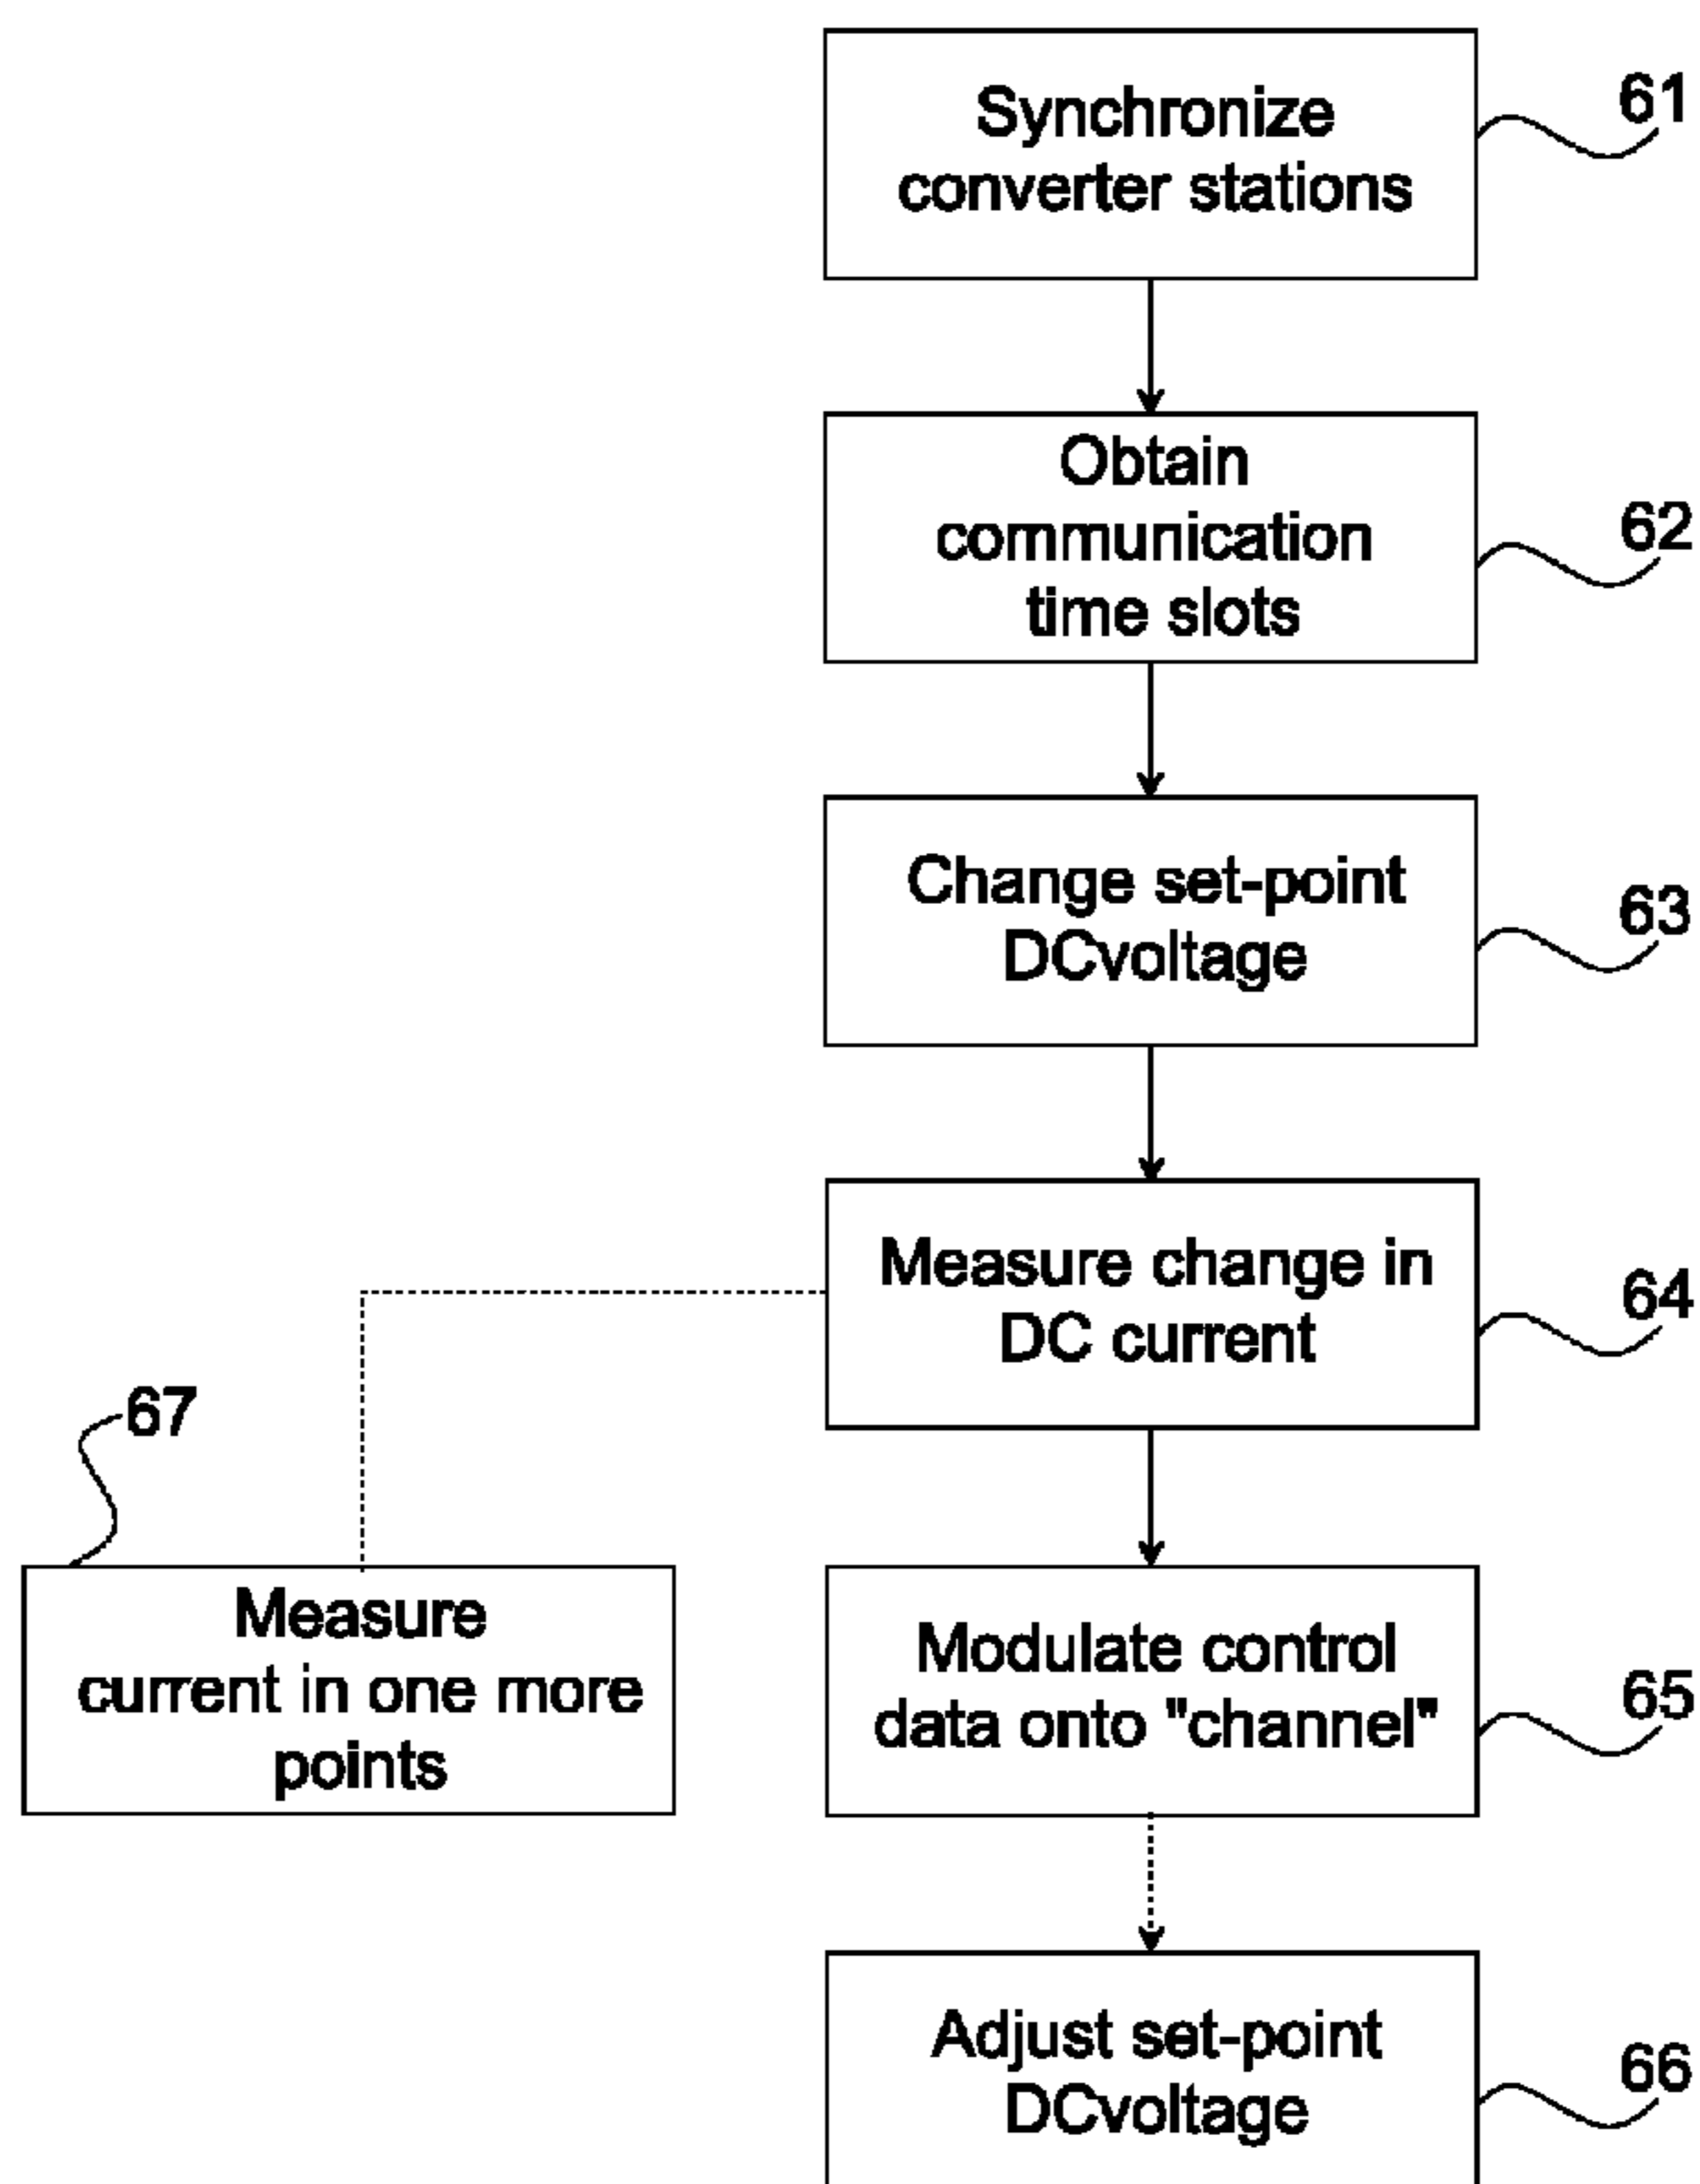 Synchronize
converter stations
61
Obtain
communication
time slots
62
Change set-point
DCvoltage
63
Measure change in
DC current
64
67
Measure
current in one more
points
Modulate control
data onto "channel"
65
Adjust set-point
DCvoltage
66